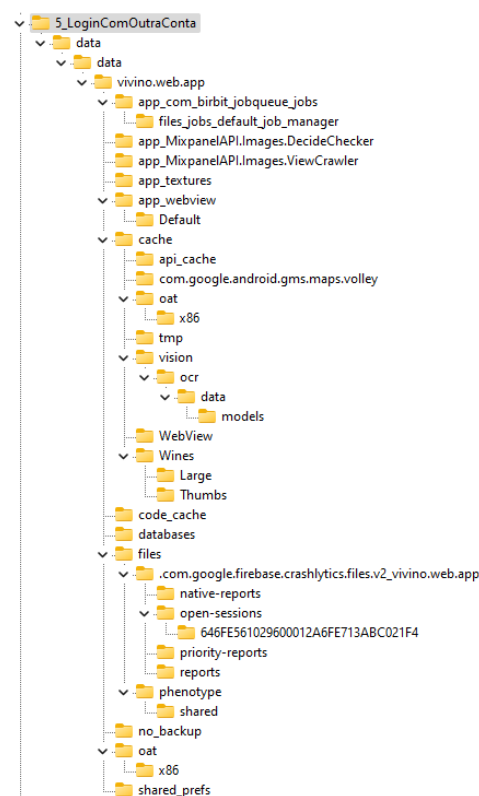 5_LoginComOutraConta
data
data
vivino.web.app
app_com_birbit_jobqueue_jobs
files_jobs_default_job_manager
app_MixpanelAPI.Images.DecideChecker
app_MixpanelAPI.Images.ViewCrawler
app_textures
app_webview
Default
cache
api_cache
com.google.android.gms.maps.volley
oat
x86
tmp
vision
ocr
data
models
WebView
Wines
Large
Thumbs
code_cache
databases
files
.com.google.firebase.crashlytics.files.v2_vivino.web.app
native-reports
open-sessions
646FE561029600012A6FE713ABC021F4
priority-reports
reports
phenotype
shared
no_backup
oat
x86
shared_prefs